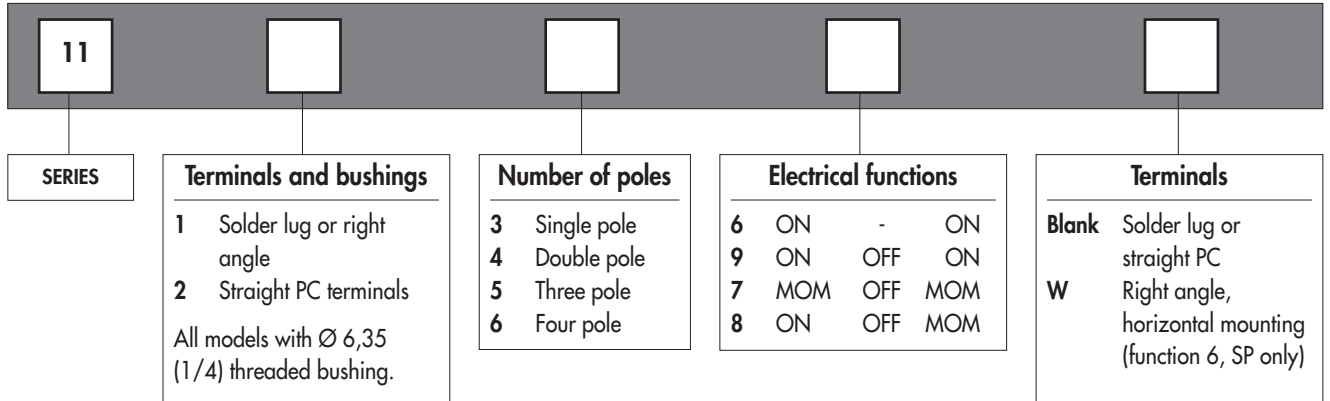 11
SERIES
Terminals and bushings
1 Solder lug or right
angle
2 Straight PC terminals
All models with Ø 6,35
(1/4) threaded bushing.
Number of poles
3 Single pole
4 Double pole
5 Three pole
6 Four pole
Electrical functions
6 ON - ON
9 ON OFF ON
7 MOM OFF MOM
8 ON OFF MOM
Terminals
Blank Solder lug or
straight PC
W Right angle,
horizontal mounting
(function 6, SP only)